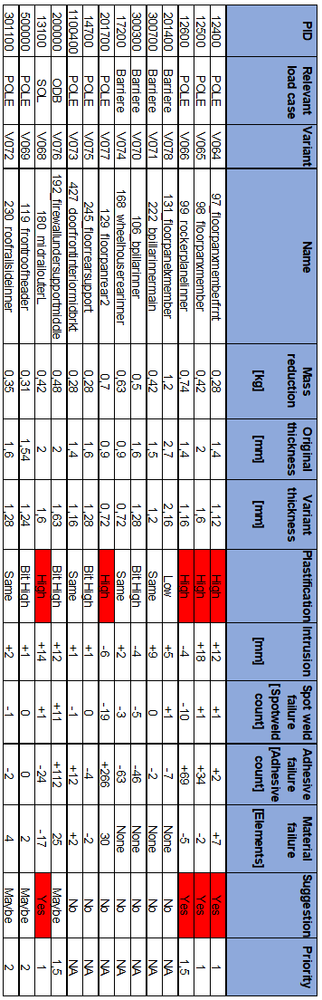 PID Relevant load case Variant Name Mass reduction [kg] Original thickness [mm] Variant thickness [mm] Plastification Intrusion [mm] Spot weld failure [Spotweld count] Adhesive failure [Adhesive count] Material failure [Elements] Suggestion Priority
12400 POLE V064 97_floorpanxmemberfrnt 0,28 1,4 1,12 High +12 +1 +2 +7 Yes 1
12500 POLE V065 98_floorpanxmember 0,42 2 1,6 High +18 +1 +34 -2 Yes 1
12600 POLE V066 99_rockerpanelinner 0,74 1,4 1,16 High -4 -10 +69 -5 Yes 1,5
201400 Barriere V078 131_floorpanelxmember 1,2 2,7 2,16 Low +5 +1 -7 None No NA
300700 Barriere V071 222_bpillarinnermain 0,42 1,5 1,2 Same +9 0 -2 None No NA
300300 Barriere V070 106_bpillarinner 0,5 1,6 1,28 Bit High -4 -5 -46 None No NA
17200 Barriere V074 168_wheelhouserearinner 0,63 0,9 0,72 Same +2 -3 -63 None No NA
201700 POLE V077 129_floorpanrear2 0,7 0,9 0,72 High -6 -19 +266 30 No NA
14700 POLE V075 245_floorrearsupport 0,28 1,6 1,28 Bit High +1 0 -4 -2 No NA
1100400 POLE V073 427_doorfrontinteriormidbrkt 0,28 1,4 1,16 Same +1 -1 +12 +2 No NA
200000 ODB V076 192_firewallundersupportmiddle 0,48 2 1,63 Bit High +12 +11 +112 25 Maybe 1,5
13100 SOL V068 180_midrailouterL 0,42 2 1,6 High +14 +1 -24 -17 Yes 1
500000 POLE V069 119_frontroofheader 0,31 1,54 1,24 Bit High +1 0 0 2 Maybe 2
301100 POLE V072 230_roofrailsideinner 0,35 1,6 1,28 Same +2 -1 -2 4 Maybe 2